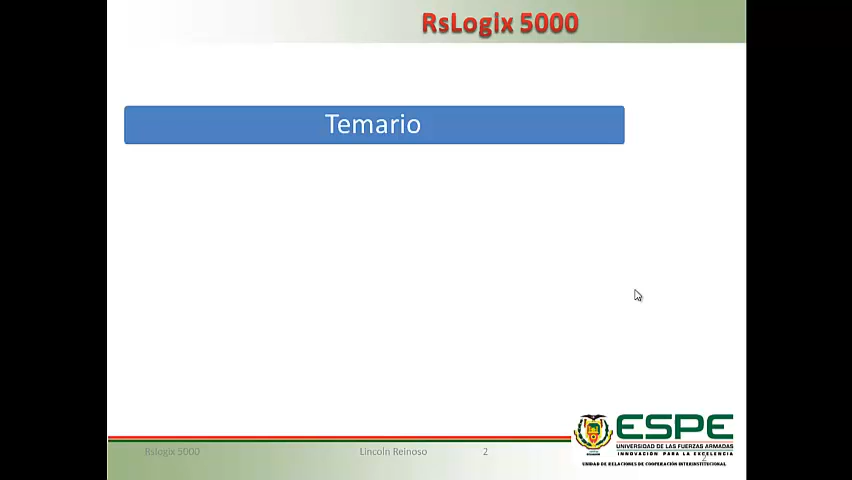 RsLogix 5000
Temario
Rslogix 5000
Lincoln Reinoso
2
ESPE
UNIVERSIDAD DE LAS FUERZAS ARMADAS
INNOVACIÓN PARA LA EXCELENCIA
UNIDAD DE RELACIONES DE COOPERACIÓN INTERINSTITUCIONAL
2